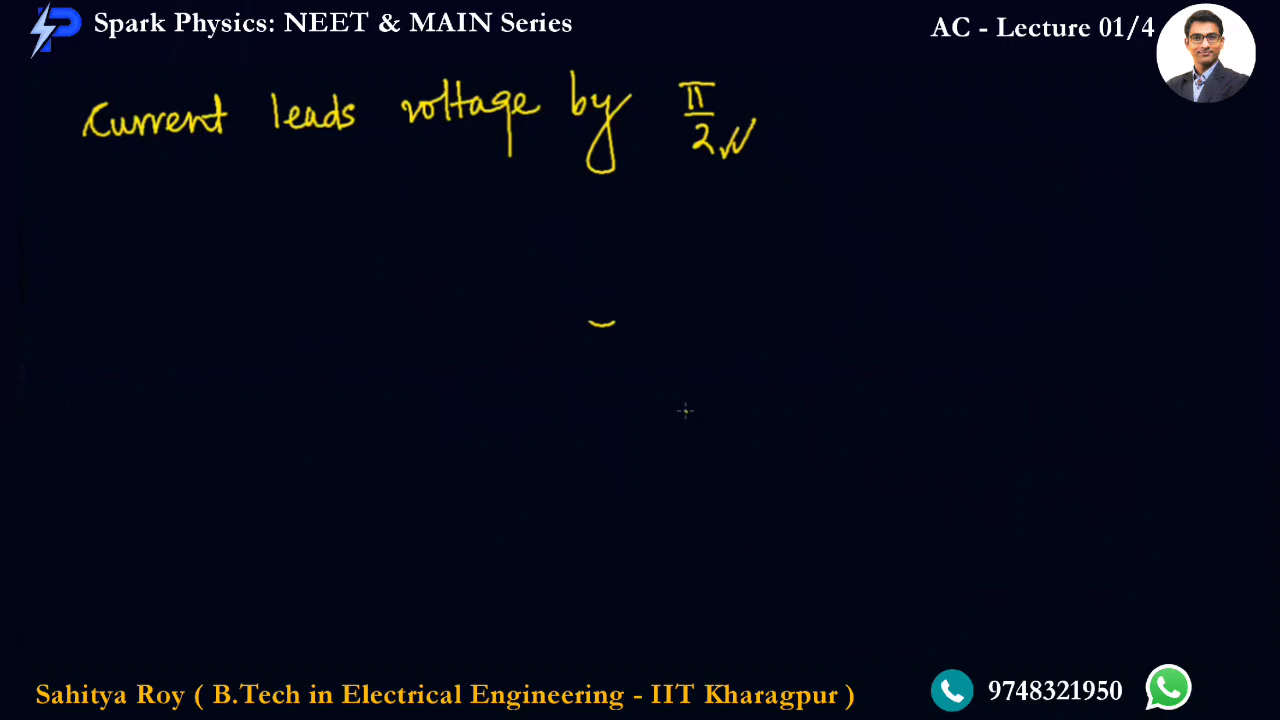 Spark Physics: NEET & MAIN Series
AC - Lecture 01/4
Current leads voltage by π/2
Sahitya Roy ( B.Tech in Electrical Engineering - IIT Kharagpur )
9748321950